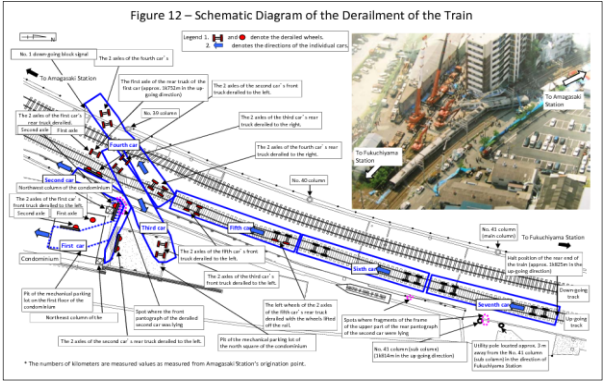 Figure 12 – Schematic Diagram of the Derailment of the Train
N
Legend 1. and denote the derailed wheels.
2. denotes the directions of the individual cars.
No. 3 down going block signal
The 2 axles of the fourth car's
To Amagasaki Station
The first axle of the rear truck of the
first car (approx. 1k752m in the up-
going direction)
The 2 axles of the second car's front
truck derailed to the left.
No. 39 column
The 2 axles of the first car's
rear truck derailed.
Second axle
First axle
The 2 axles of the third car's rear
truck derailed to the right.
Fourth car
The 2 axles of the fourth car's rear
truck derailed to the right.
Second car
Northwest column of the condominium
No. 40 column
The 2 axles of the first car's
front truck derailed to the left.
Second axle
First axle
Third car
Fifth car
First car
Condominium
The 2 axles of the fifth car's front
truck derailed to the left.
Pit of the mechanical parking
lot on the first floor of the
condominium
Northeast column of the
Spot where the front
pantograph of the derailed
second car was lying
The 2 axles of the third car's
front truck derailed to the left.
The left wheels of the 2 axles
of the fifth car's rear truck
derailed with the wheels lifted
off the rail.
The 2 axles of the second car's rear truck derailed to the left.
Pit of the mechanical parking lot of
the north square of the condominium
Sixth car
Seventh car
No. 41 column
(main column)
To Fukuchiyama
Station
Halt position of the rear end of
the train (approx. 1k825m in the
up-going direction)
Down-going
track
Up-going
track
Spots where fragments of the frame
of the upper part of the rear pantograph
of the second car were lying
No. 41 column (sub column)
(1k814m in the up-going direction)
Utility pole located approx. 2 m
away from the No. 41 column
(sub column) in the direction of
Fukuchiyama Station
To Amagasaki
Station
To Fukuchiyama
Station
* The numbers of kilometers are measured values as measured from Amagasaki Station's origination point.